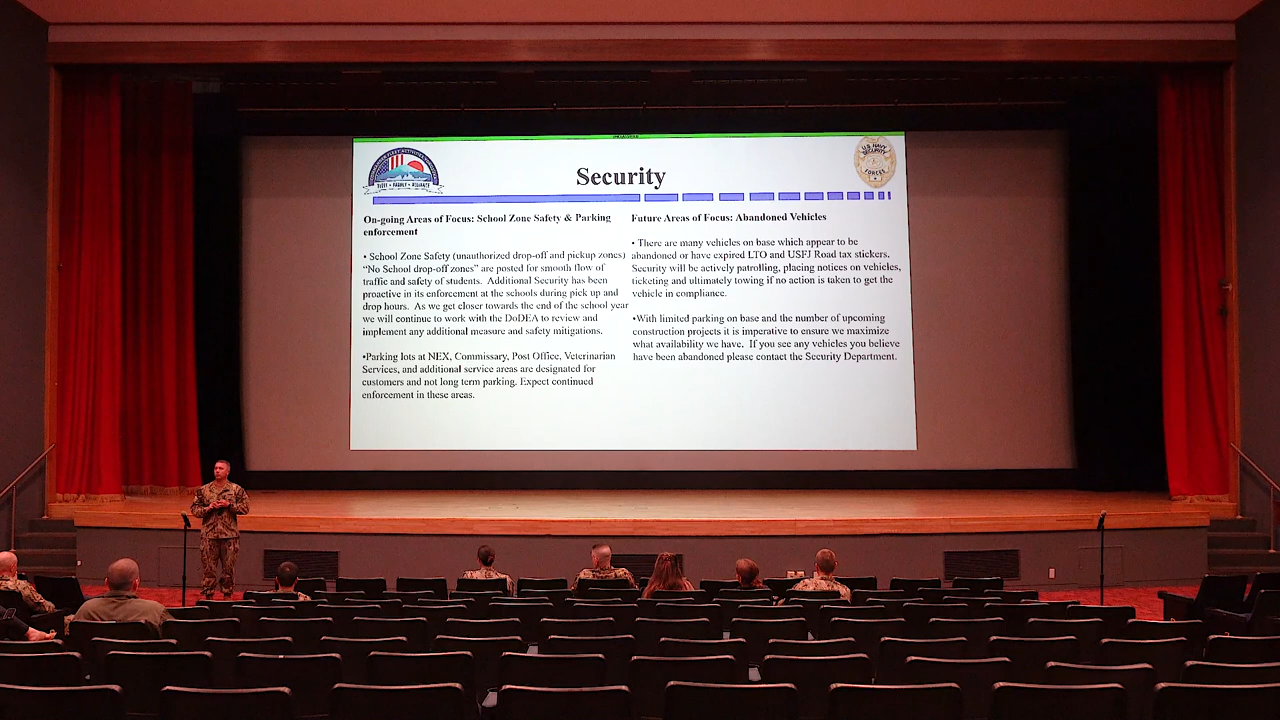 Security
FLEET • FAMILY • ALLIANCE
U.S. NAVY
SECURITY
FORCES
On-going Areas of Focus: School Zone Safety & Parking
enforcement
• School Zone Safety (unauthorized drop-off and pickup zones)
“No School drop-off zones” are posted for smooth flow of
traffic and safety of students. Additional Security has been
proactive in its enforcement at the schools during pick up and
drop hours. As we get closer towards the end of the school year
we will continue to work with the DoDEA to review and
implement any additional measure and safety mitigations.
•Parking lots at NEX, Commissary, Post Office, Veterinarian
Services, and additional service areas are designated for
customers and not long term parking. Expect continued
enforcement in these areas.
Future Areas of Focus: Abandoned Vehicles
• There are many vehicles on base which appear to be
abandoned or have expired LTO and USFJ Road tax stickers.
Security will be actively patrolling, placing notices on vehicles,
ticketing and ultimately towing if no action is taken to get the
vehicle in compliance.
•With limited parking on base and the number of upcoming
construction projects it is imperative to ensure we maximize
what availability we have. If you see any vehicles you believe
have been abandoned please contact the Security Department.